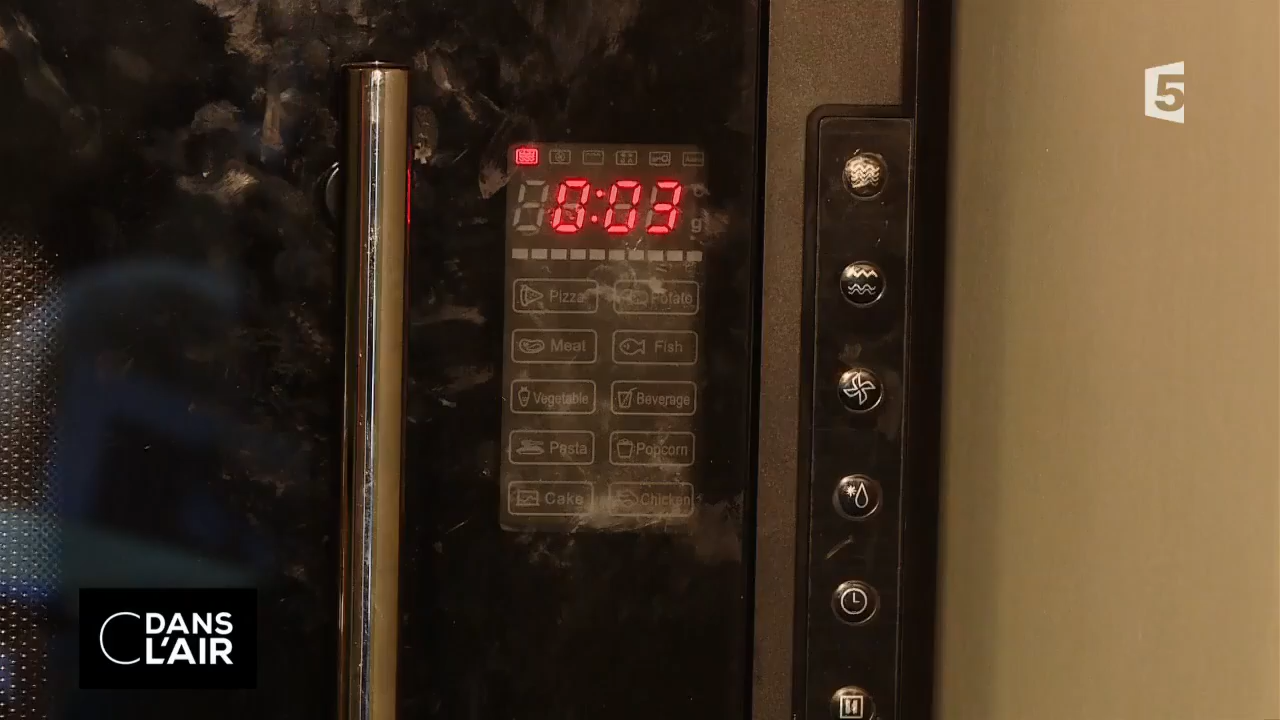 5
0:03
g
Pizza
Potato
Meat
Fish
Vegetable
Beverage
Pasta
Popcorn
Cake
Chicken
C DANS
L'AIR